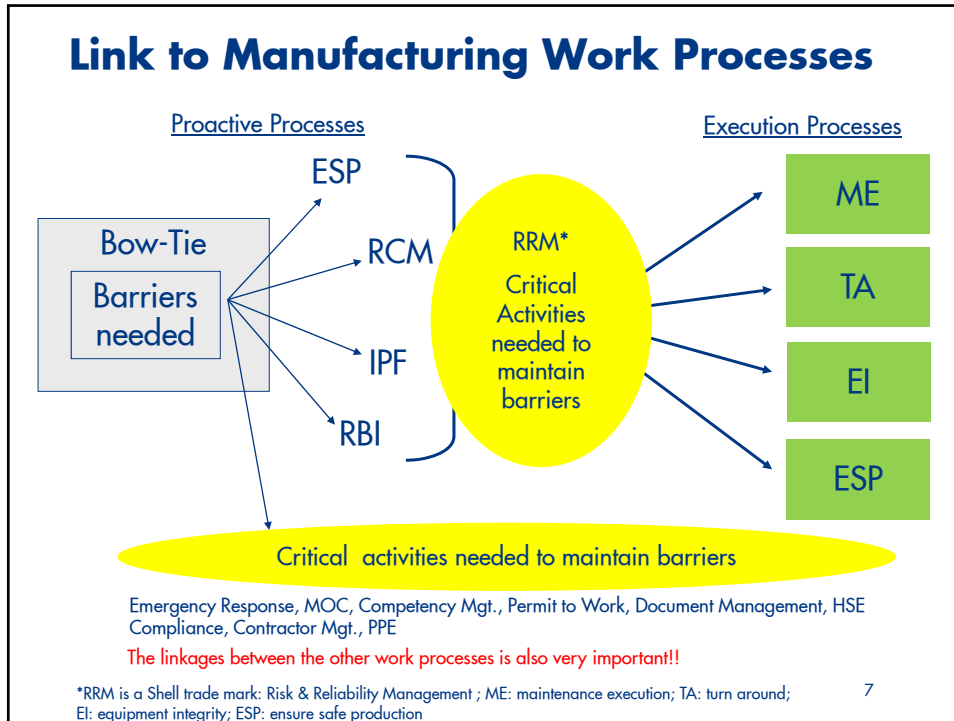 Link to Manufacturing Work Processes
Proactive Processes
Execution Processes
ESP
RCM
IPF
RBI
Bow-Tie
Barriers
needed
RRM*
Critical
Activities
needed to
maintain
barriers
ME
TA
EI
ESP
Critical activities needed to maintain barriers
Emergency Response, MOC, Competency Mgt., Permit to Work, Document Management, HSE
Compliance, Contractor Mgt., PPE
The linkages between the other work processes is also very important!!
*RRM is a Shell trade mark: Risk & Reliability Management ; ME: maintenance execution; TA: turn around;
EI: equipment integrity; ESP: ensure safe production
7